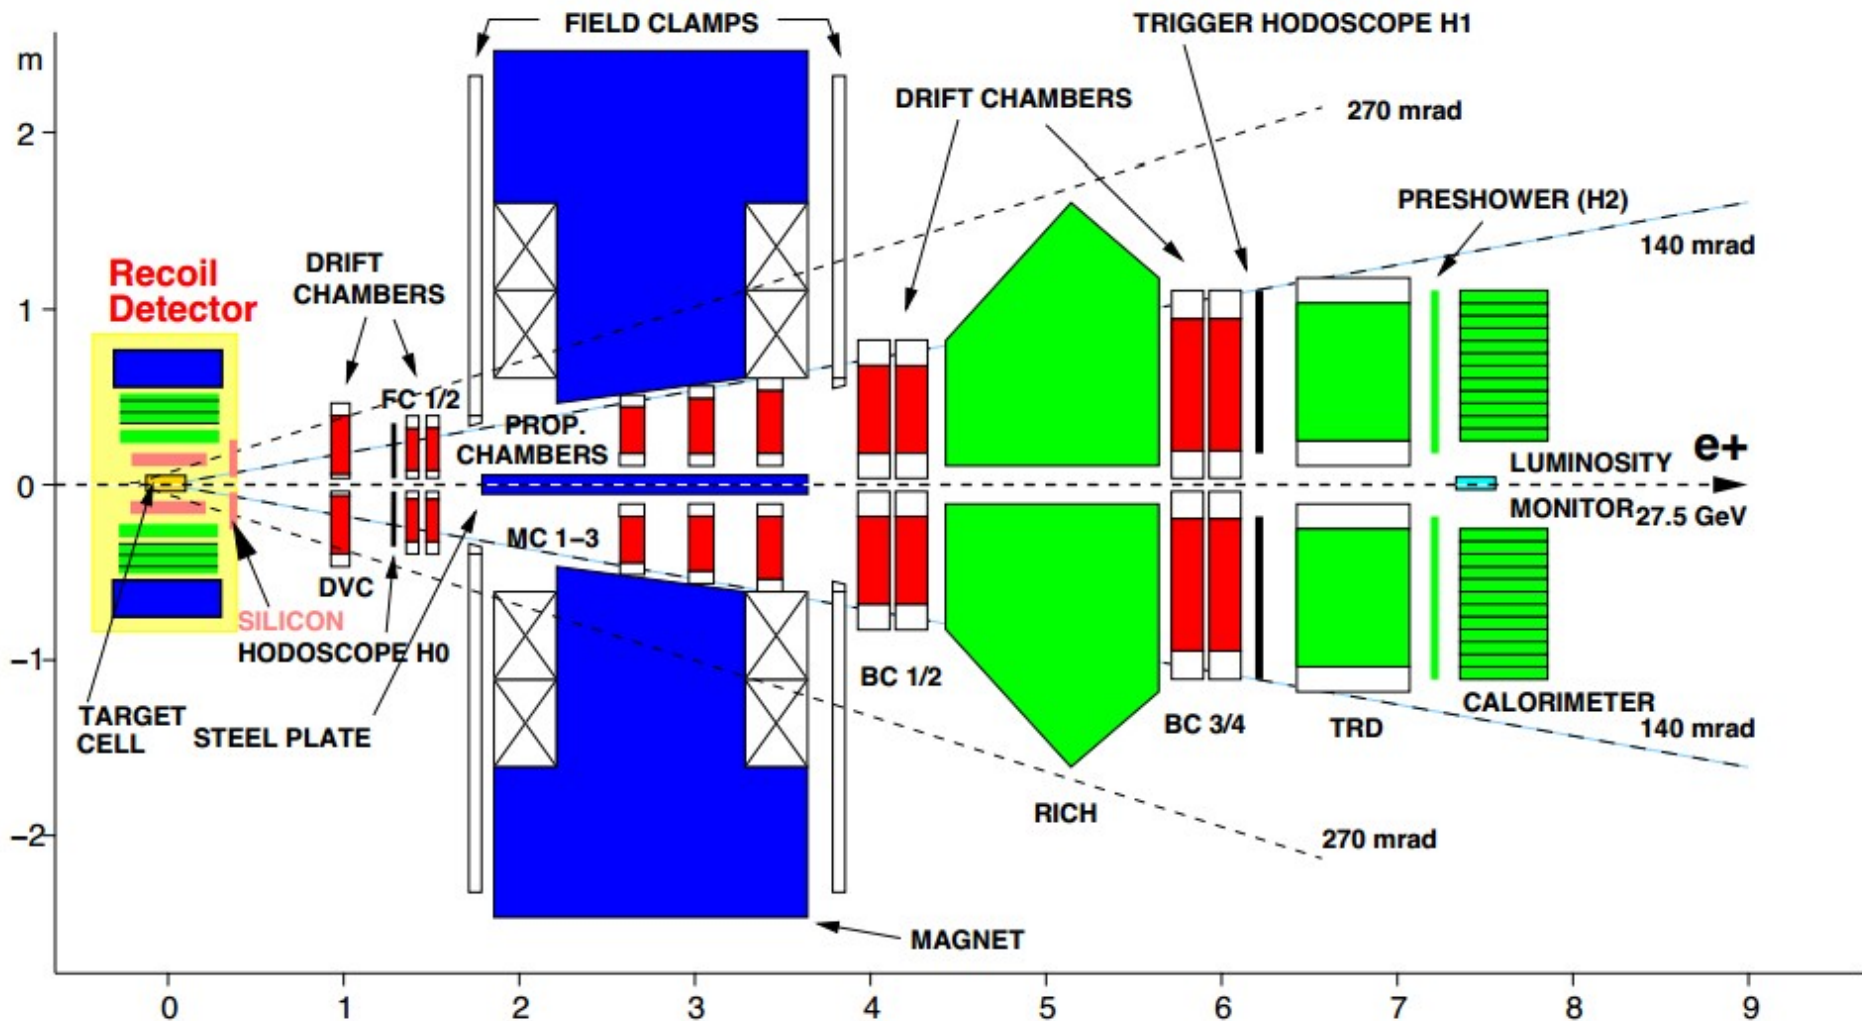 FIELD CLAMPS
TRIGGER HODOSCOPE H1
m
DRIFT CHAMBERS
270 mrad
2
PRESHOWER (H2)
140 mrad
Recoil
Detector
DRIFT
CHAMBERS
1
FC 1/2
PROP.
CHAMBERS
e+
LUMINOSITY
0
MONITOR
27.5 GeV
MC 1–3
DVC
SILICON
HODOSCOPE H0
–1
BC 1/2
CALORIMETER
TARGET
CELL
STEEL PLATE
BC 3/4
TRD
140 mrad
RICH
–2
270 mrad
MAGNET
0 1 2 3 4 5 6 7 8 9